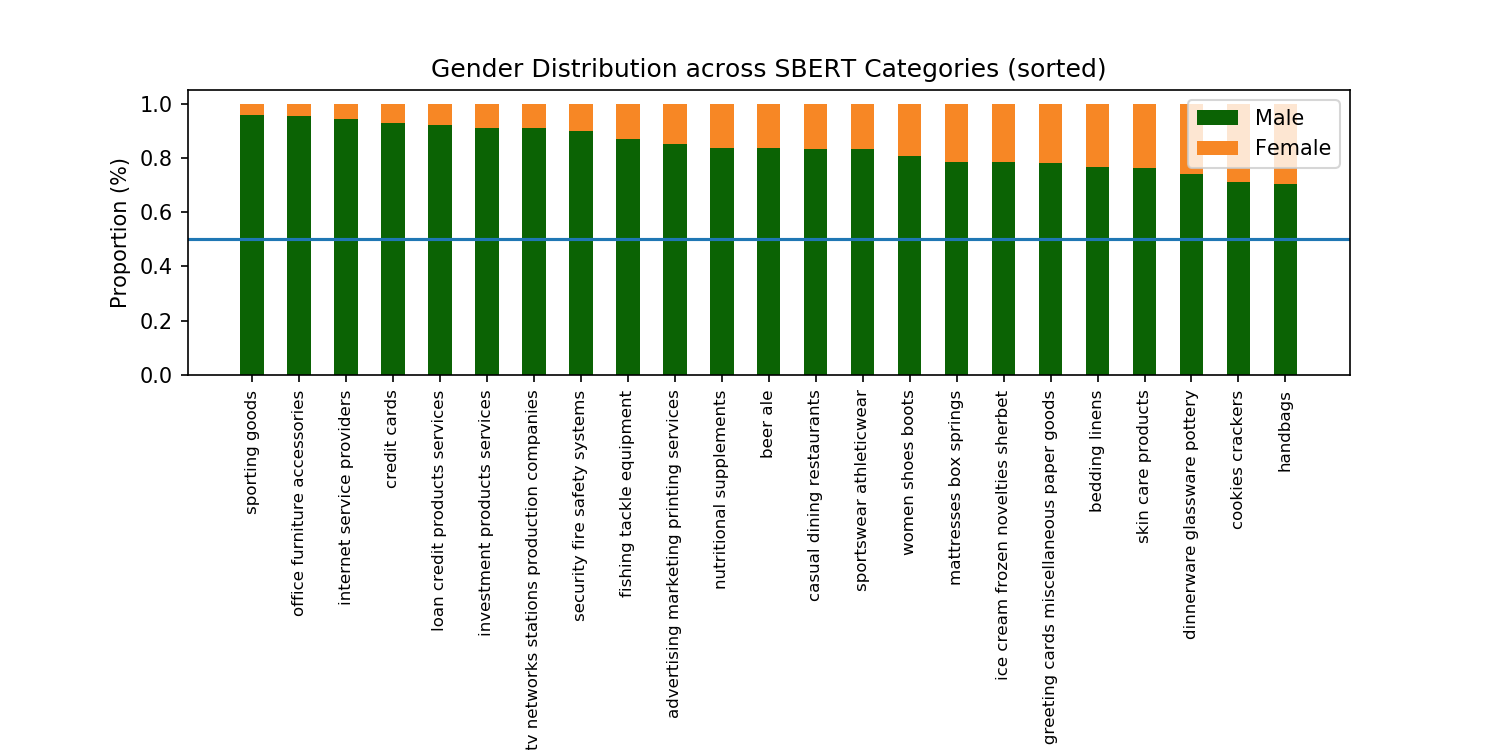 Gender Distribution across SBERT Categories (sorted)
Male
Female
Proportion (%)
1.0
0.8
0.6
0.4
0.2
0.0
sporting goods
office furniture accessories
internet service providers
credit cards
loan credit products services
investment products services
tv networks stations production companies
security fire safety systems
fishing tackle equipment
advertising marketing printing services
nutritional supplements
beer ale
casual dining restaurants
sportswear athleticwear
women shoes boots
mattresses box springs
ice cream frozen novelties sherbet
greeting cards miscellaneous paper goods
bedding linens
skin care products
dinnerware glassware pottery
cookies crackers
handbags